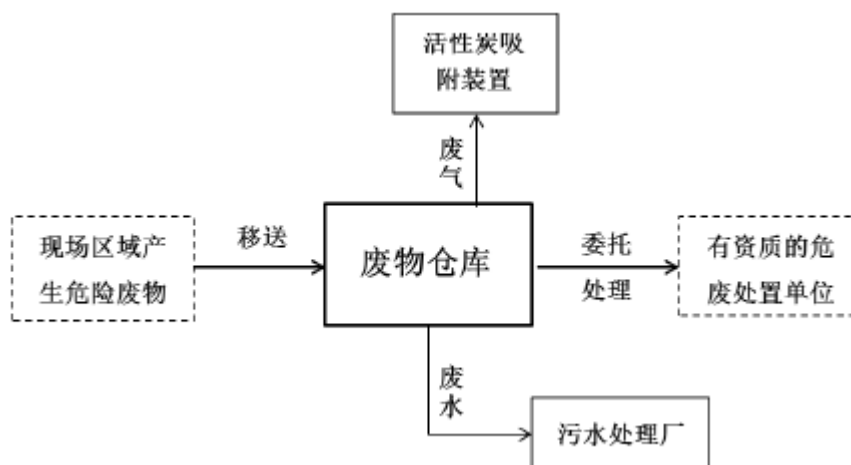 活性炭吸
附装置
废
气
现场区域产
生危险废物
移送
废物仓库
委托
处理
有资质的危
废处置单位
废
水
污水处理厂